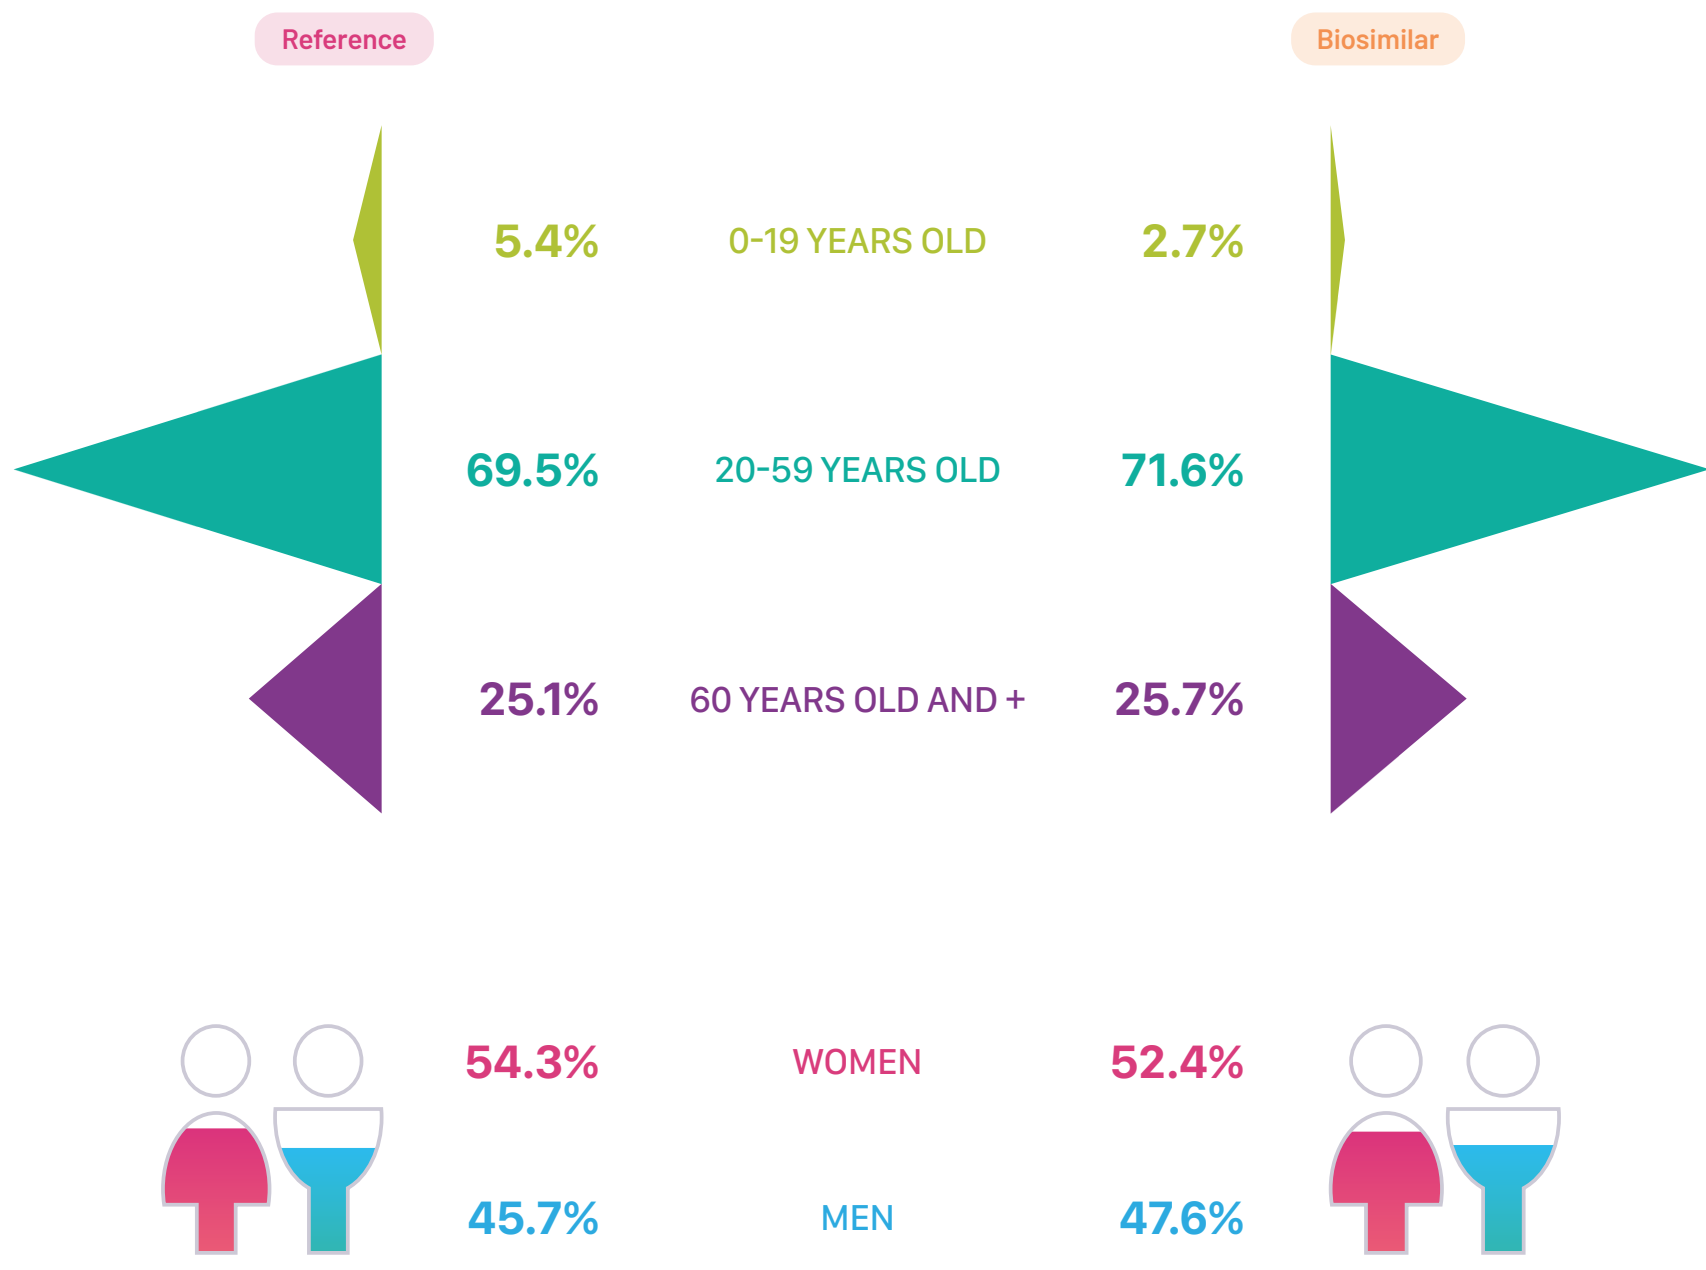 Reference Biosimilar
5.4% 0-19 YEARS OLD 2.7%
69.5% 20-59 YEARS OLD 71.6%
25.1% 60 YEARS OLD AND + 25.7%
54.3% WOMEN 52.4%
45.7% MEN 47.6%